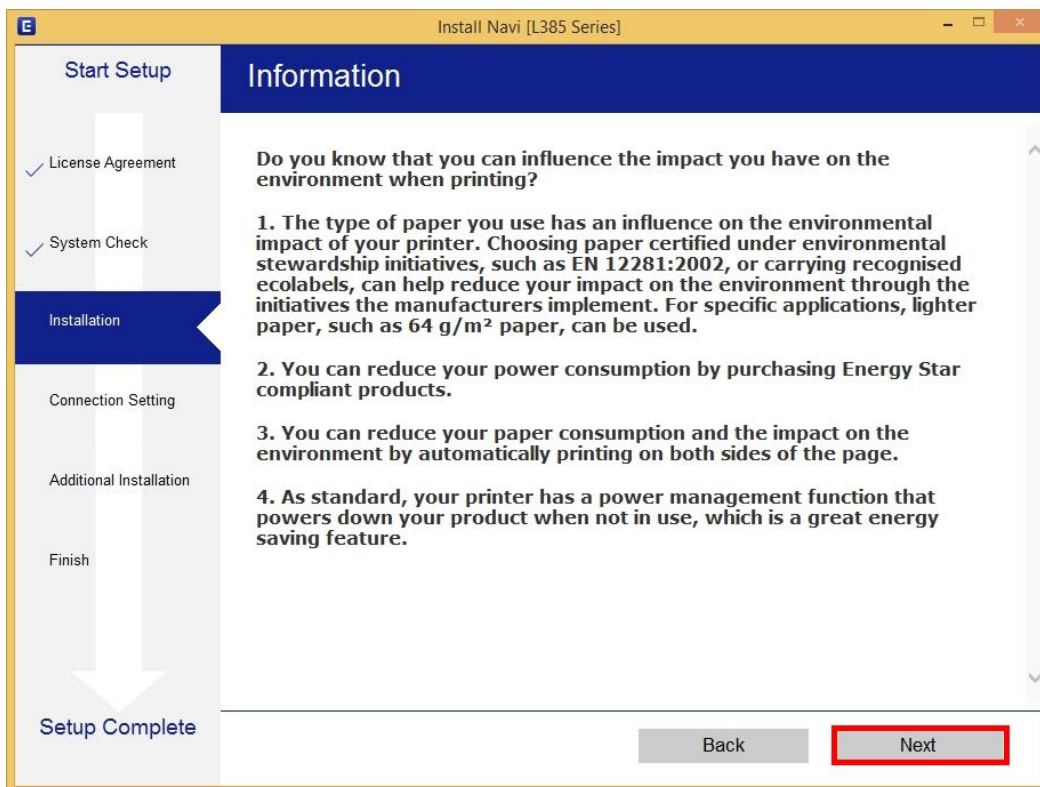 E
Install Navi [L385 Series]
Start Setup
License Agreement
System Check
Installation
Connection Setting
Additional Installation
Finish
Setup Complete
Information
Do you know that you can influence the impact you have on the
environment when printing?
1. The type of paper you use has an influence on the environmental
impact of your printer. Choosing paper certified under environmental
stewardship initiatives, such as EN 12281:2002, or carrying recognised
ecolabels, can help reduce your impact on the environment through the
initiatives the manufacturers implement. For specific applications, lighter
paper, such as 64 g/m² paper, can be used.
2. You can reduce your power consumption by purchasing Energy Star
compliant products.
3. You can reduce your paper consumption and the impact on the
environment by automatically printing on both sides of the page.
4. As standard, your printer has a power management function that
powers down your product when not in use, which is a great energy
saving feature.
Back
Next